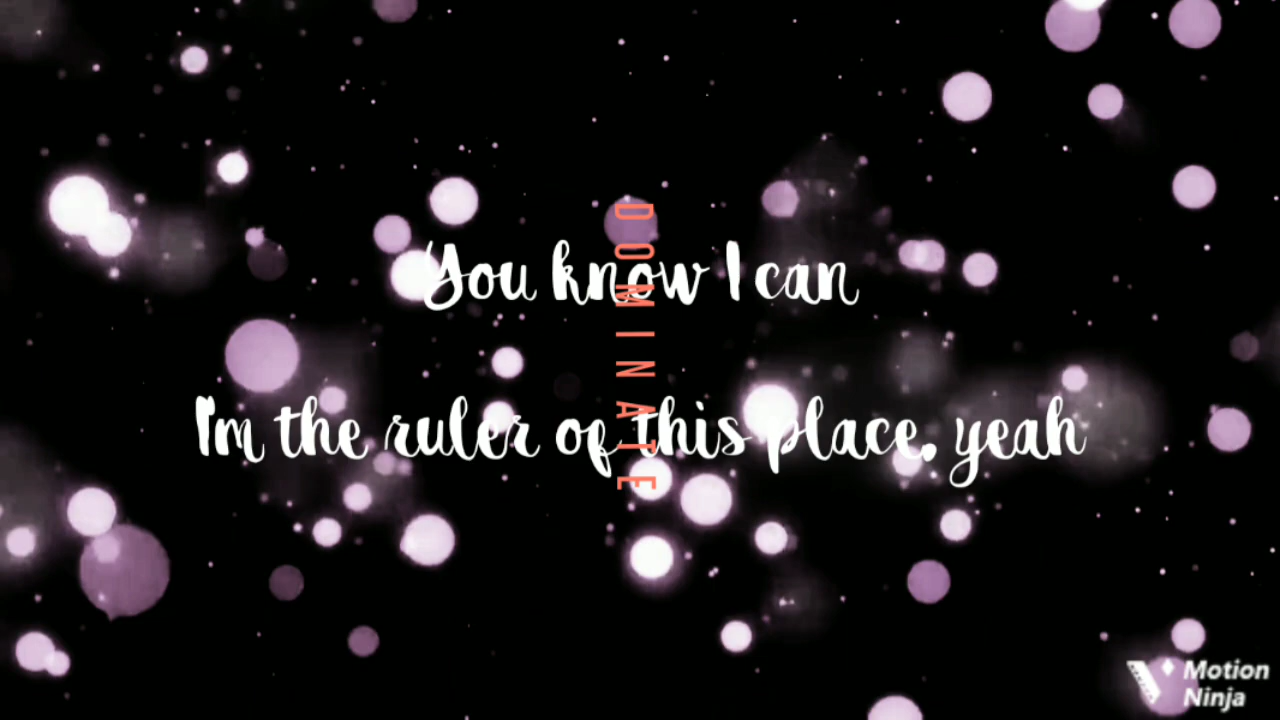 You know I can
DOMINATE
I'm the ruler of this place, yeah
Motion
Ninja